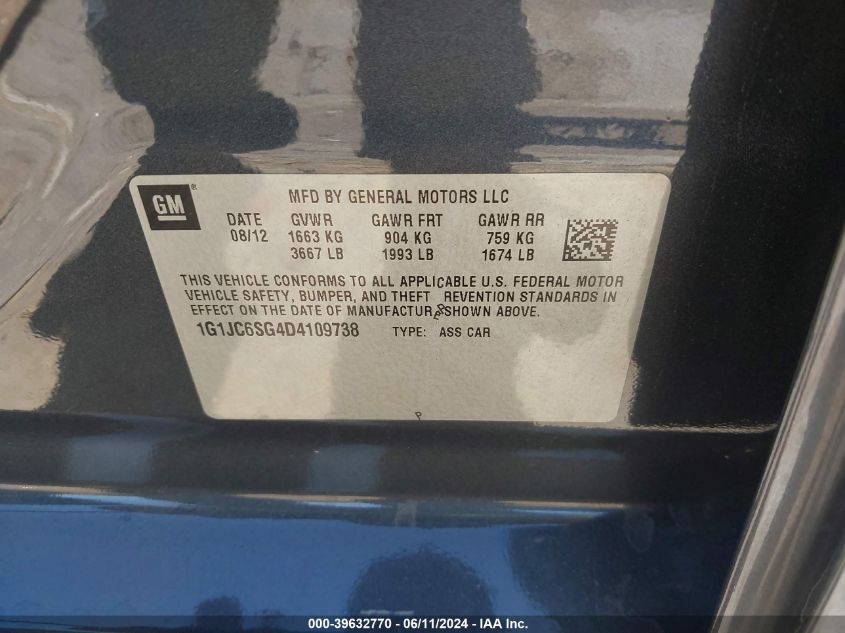 GM ®
MFD BY GENERAL MOTORS LLC
DATE GVWR GAWR FRT GAWR RR
08/12 1663 KG 904 KG 759 KG
3667 LB 1993 LB 1674 LB
THIS VEHICLE CONFORMS TO ALL APPLICABLE U.S. FEDERAL MOTOR
VEHICLE SAFETY, BUMPER, AND THEFT REVENTION STANDARDS IN
EFFECT ON THE DATE OF MANUFACTURE SHOWN ABOVE.
1G1JC6SG4D4109738 TYPE: ASS CAR
P
000-39632770 - 06/11/2024 - IAA Inc.